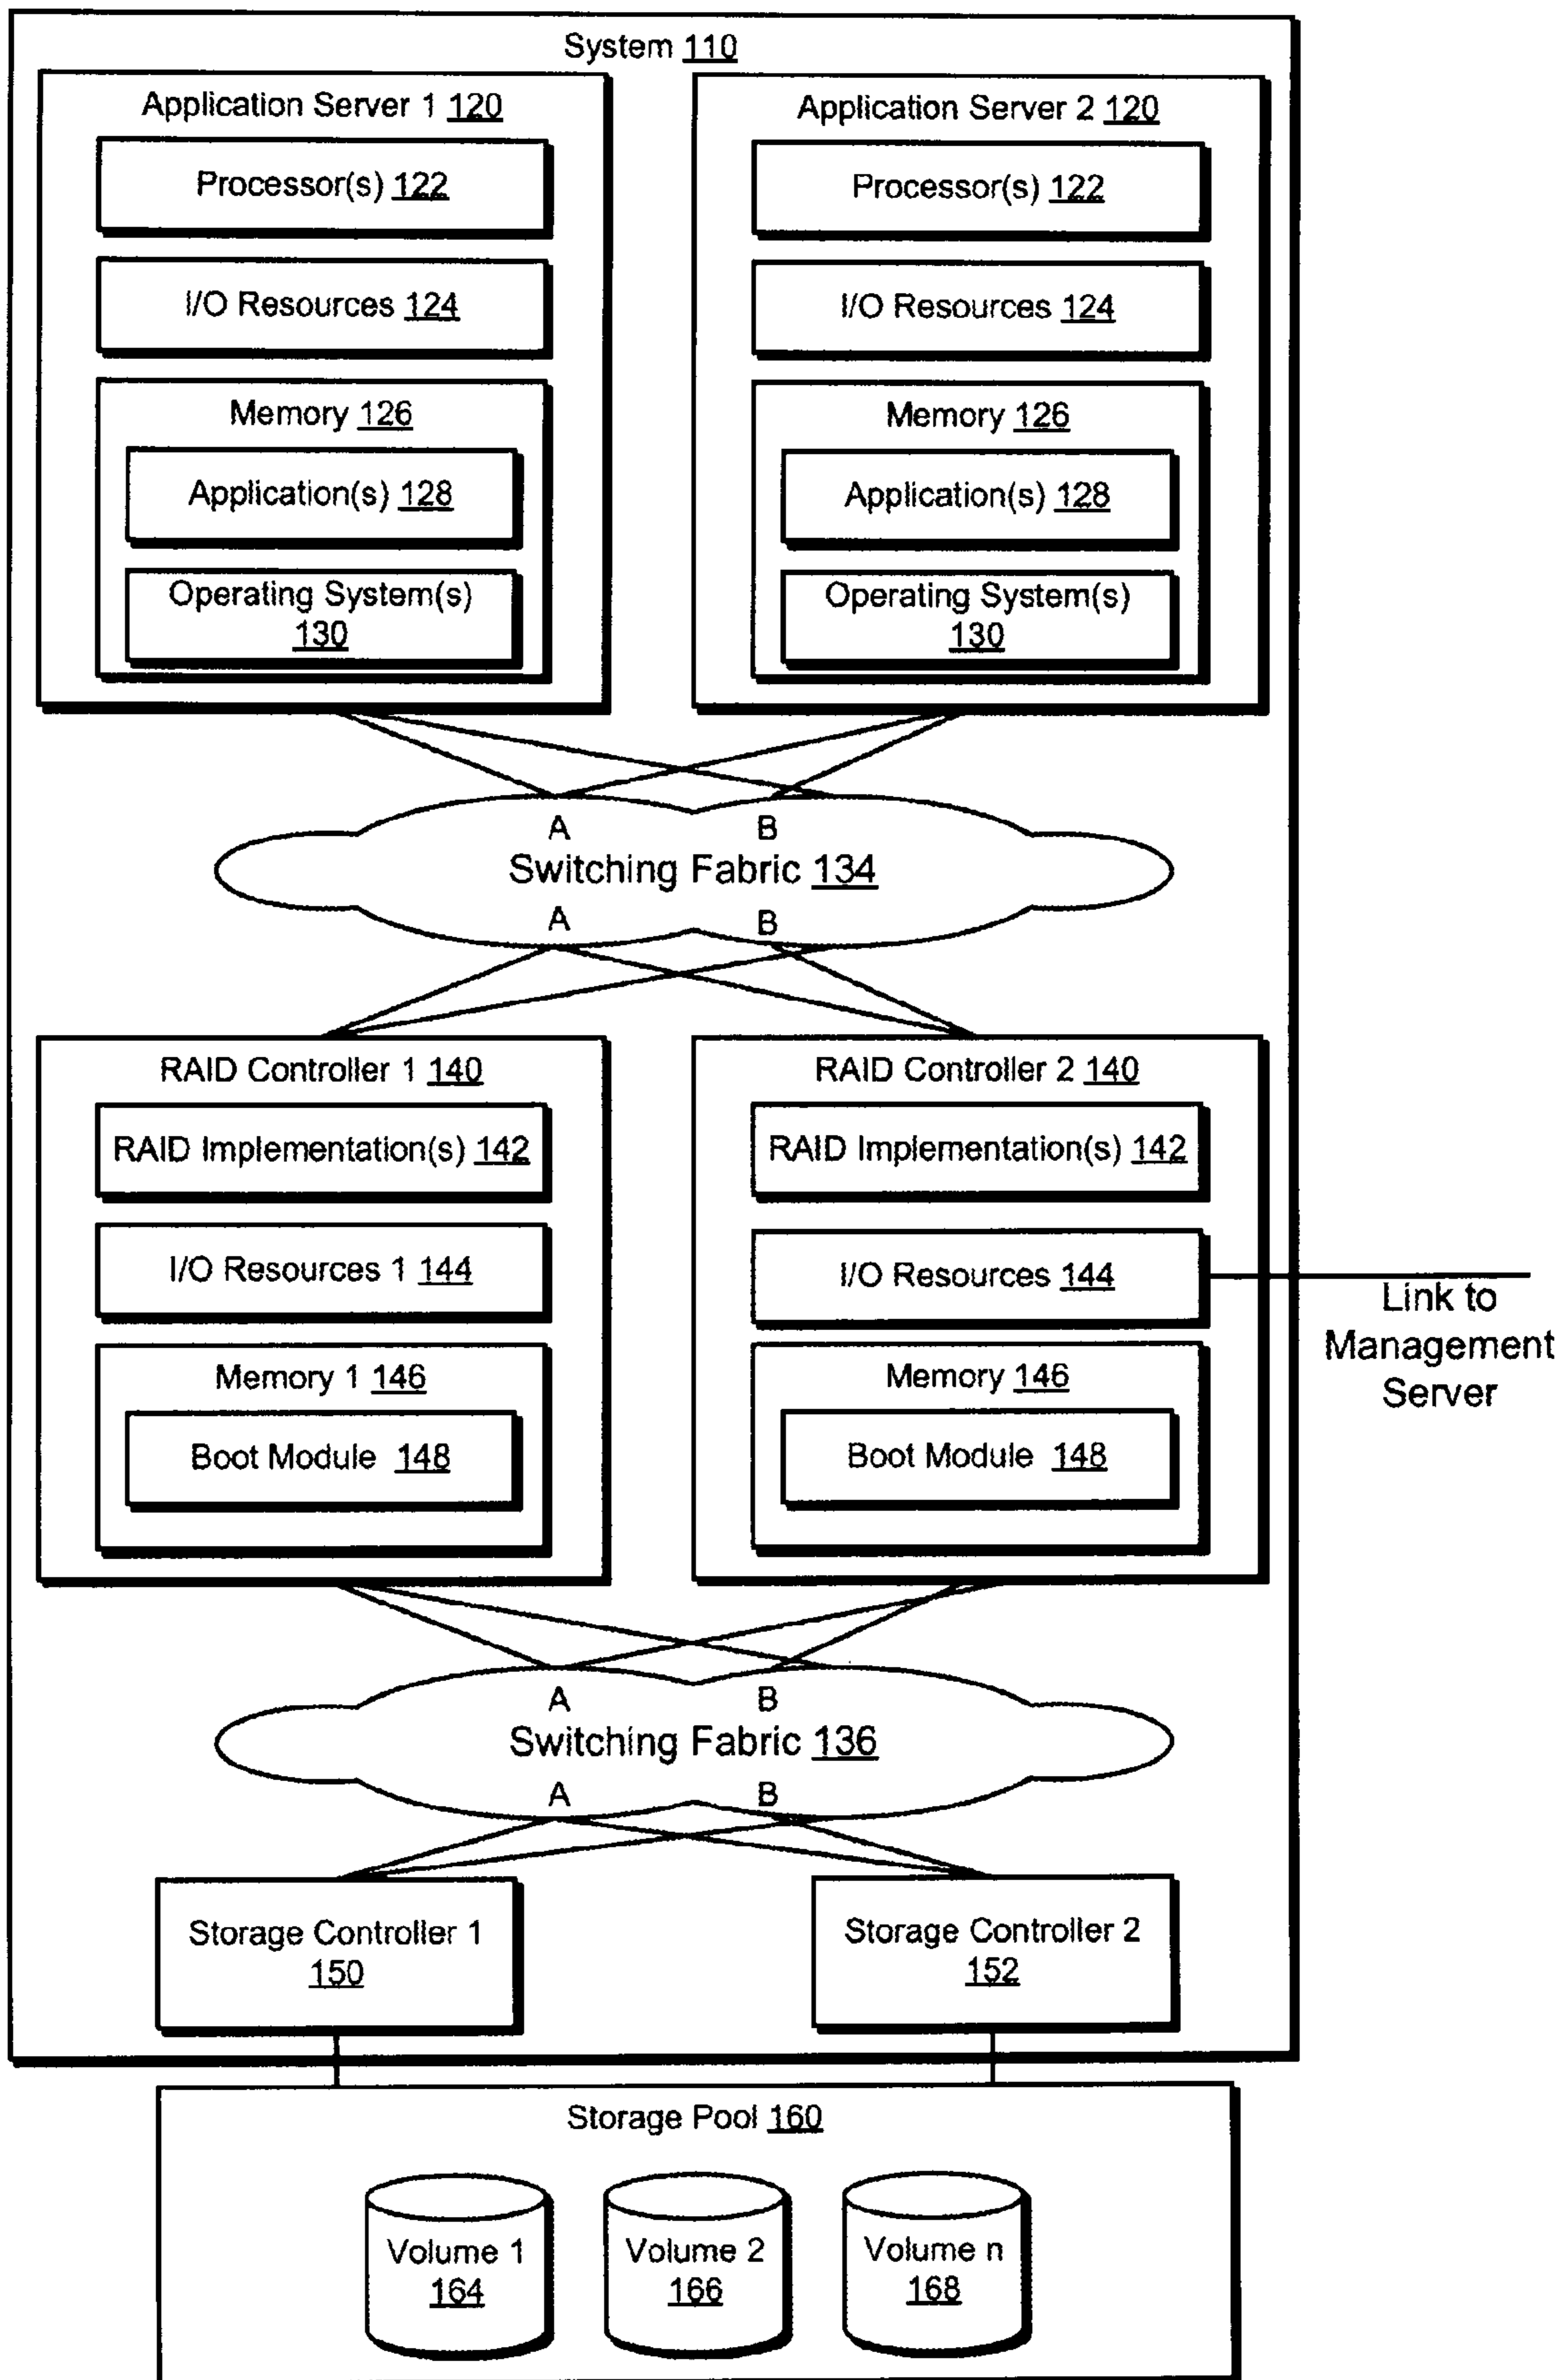 System 110
Application Server 1 120
Processor(s) 122
I/O Resources 124
Memory 126
Application(s) 128
Operating System(s)
130
Application Server 2 120
Processor(s) 122
I/O Resources 124
Memory 126
Application(s) 128
Operating System(s)
130
A B
Switching Fabric 134
A B
RAID Controller 1 140
RAID Implementation(s) 142
I/O Resources 1 144
Memory 1 146
Boot Module 148
RAID Controller 2 140
RAID Implementation(s) 142
I/O Resources 144
Memory 146
Boot Module 148
Link to
Management
Server
A B
Switching Fabric 136
A B
Storage Controller 1
150
Storage Controller 2
152
Storage Pool 160
Volume 1
164
Volume 2
166
Volume n
168